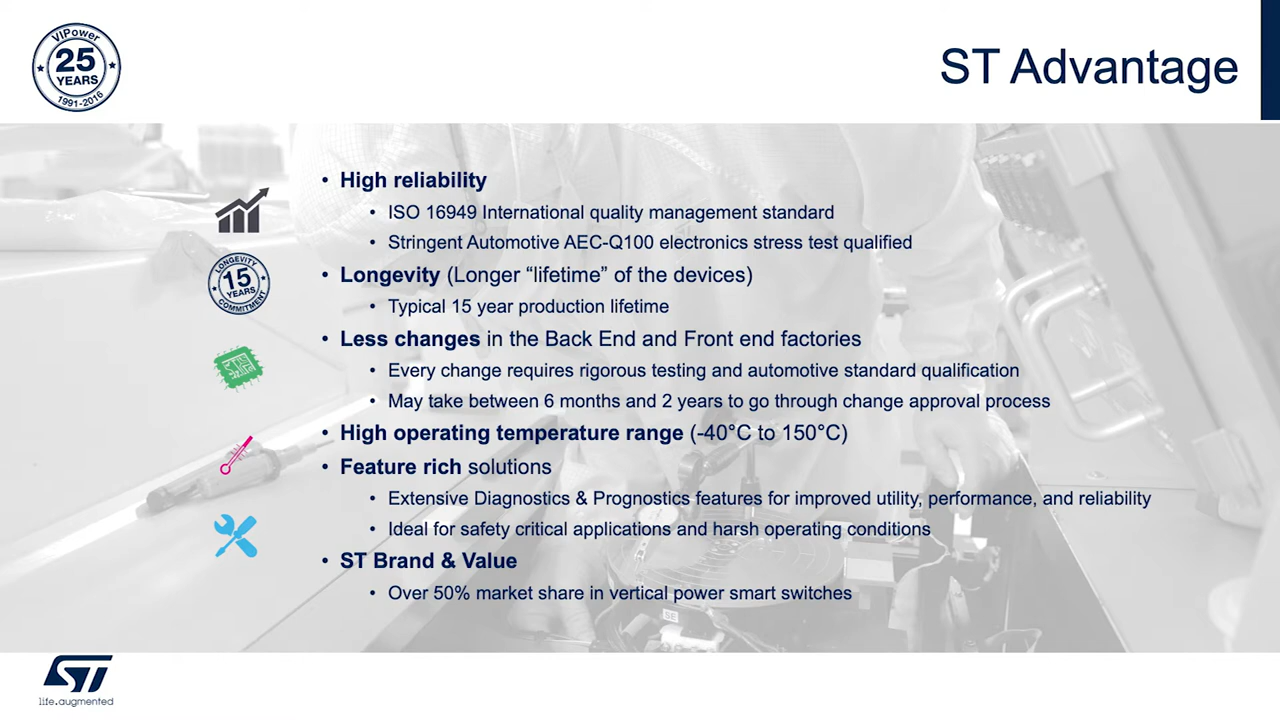 VIPower
25
YEARS
1991-2016
ST Advantage
• High reliability
• ISO 16949 International quality management standard
• Stringent Automotive AEC-Q100 electronics stress test qualified
LONGEVITY
15
YEARS
COMMITMENT
• Longevity (Longer “lifetime” of the devices)
• Typical 15 year production lifetime
• Less changes in the Back End and Front end factories
• Every change requires rigorous testing and automotive standard qualification
• May take between 6 months and 2 years to go through change approval process
• High operating temperature range (-40°C to 150°C)
• Feature rich solutions
• Extensive Diagnostics & Prognostics features for improved utility, performance, and reliability
• Ideal for safety critical applications and harsh operating conditions
• ST Brand & Value
• Over 50% market share in vertical power smart switches
SE
ST
life.augmented